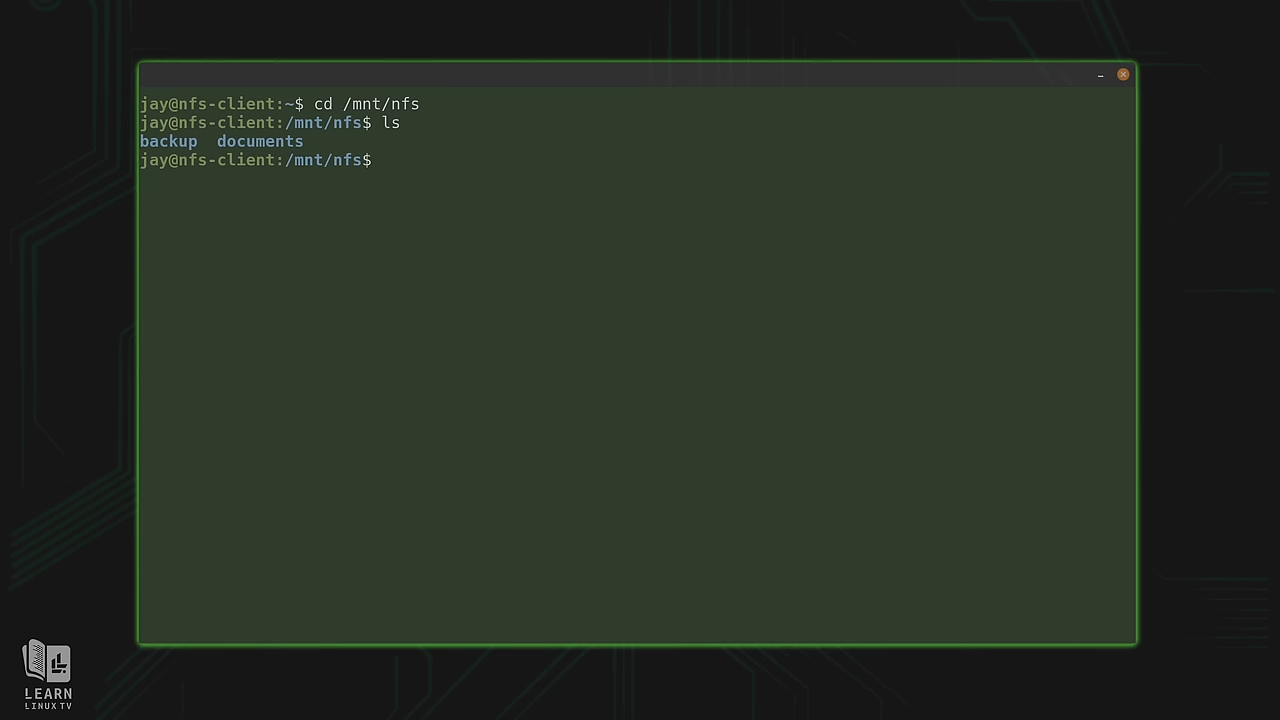 jay@nfs-client:~$ cd /mnt/nfs
jay@nfs-client:/mnt/nfs$ ls
backup  documents
jay@nfs-client:/mnt/nfs$
LEARN
LINUX TV